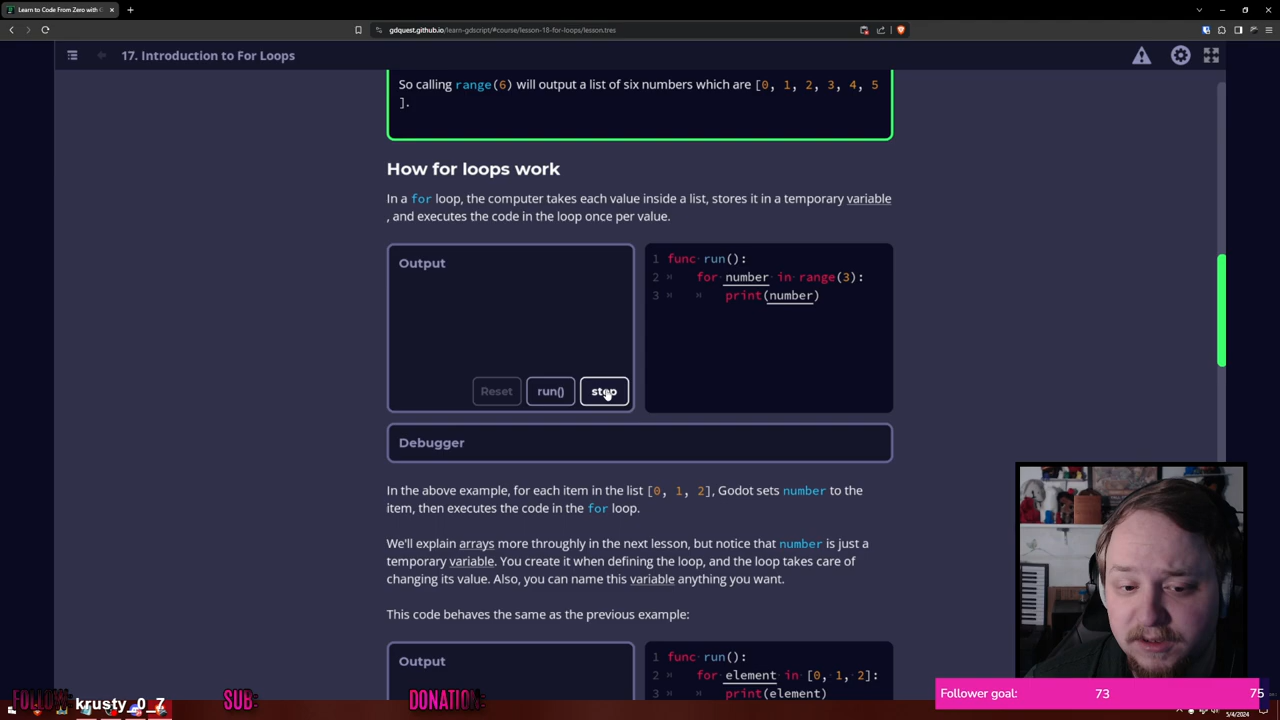 Learn to Code From Zero with
gdquest.github.io/learn-gdscript/#course/lesson-18-for-loops/lesson.tres
17. Introduction to For Loops
So calling range(6) will output a list of six numbers which are [0, 1, 2, 3, 4, 5
].
How for loops work
In a for loop, the computer takes each value inside a list, stores it in a temporary variable
, and executes the code in the loop once per value.
Output
Reset run() step
1 func run():
2 for number in range(3):
3 print(number)
Debugger
In the above example, for each item in the list [0, 1, 2], Godot sets number to the
item, then executes the code in the for loop.
We'll explain arrays more throughly in the next lesson, but notice that number is just a
temporary variable. You create it when defining the loop, and the loop takes care of
changing its value. Also, you can name this variable anything you want.
This code behaves the same as the previous example:
Output
1 func run():
2 for element in [0, 1, 2]:
3 print(element)
FOLLOW: krusty_0_7 SUB: DONATION:
Follower goal: 73 75
5/4/2024